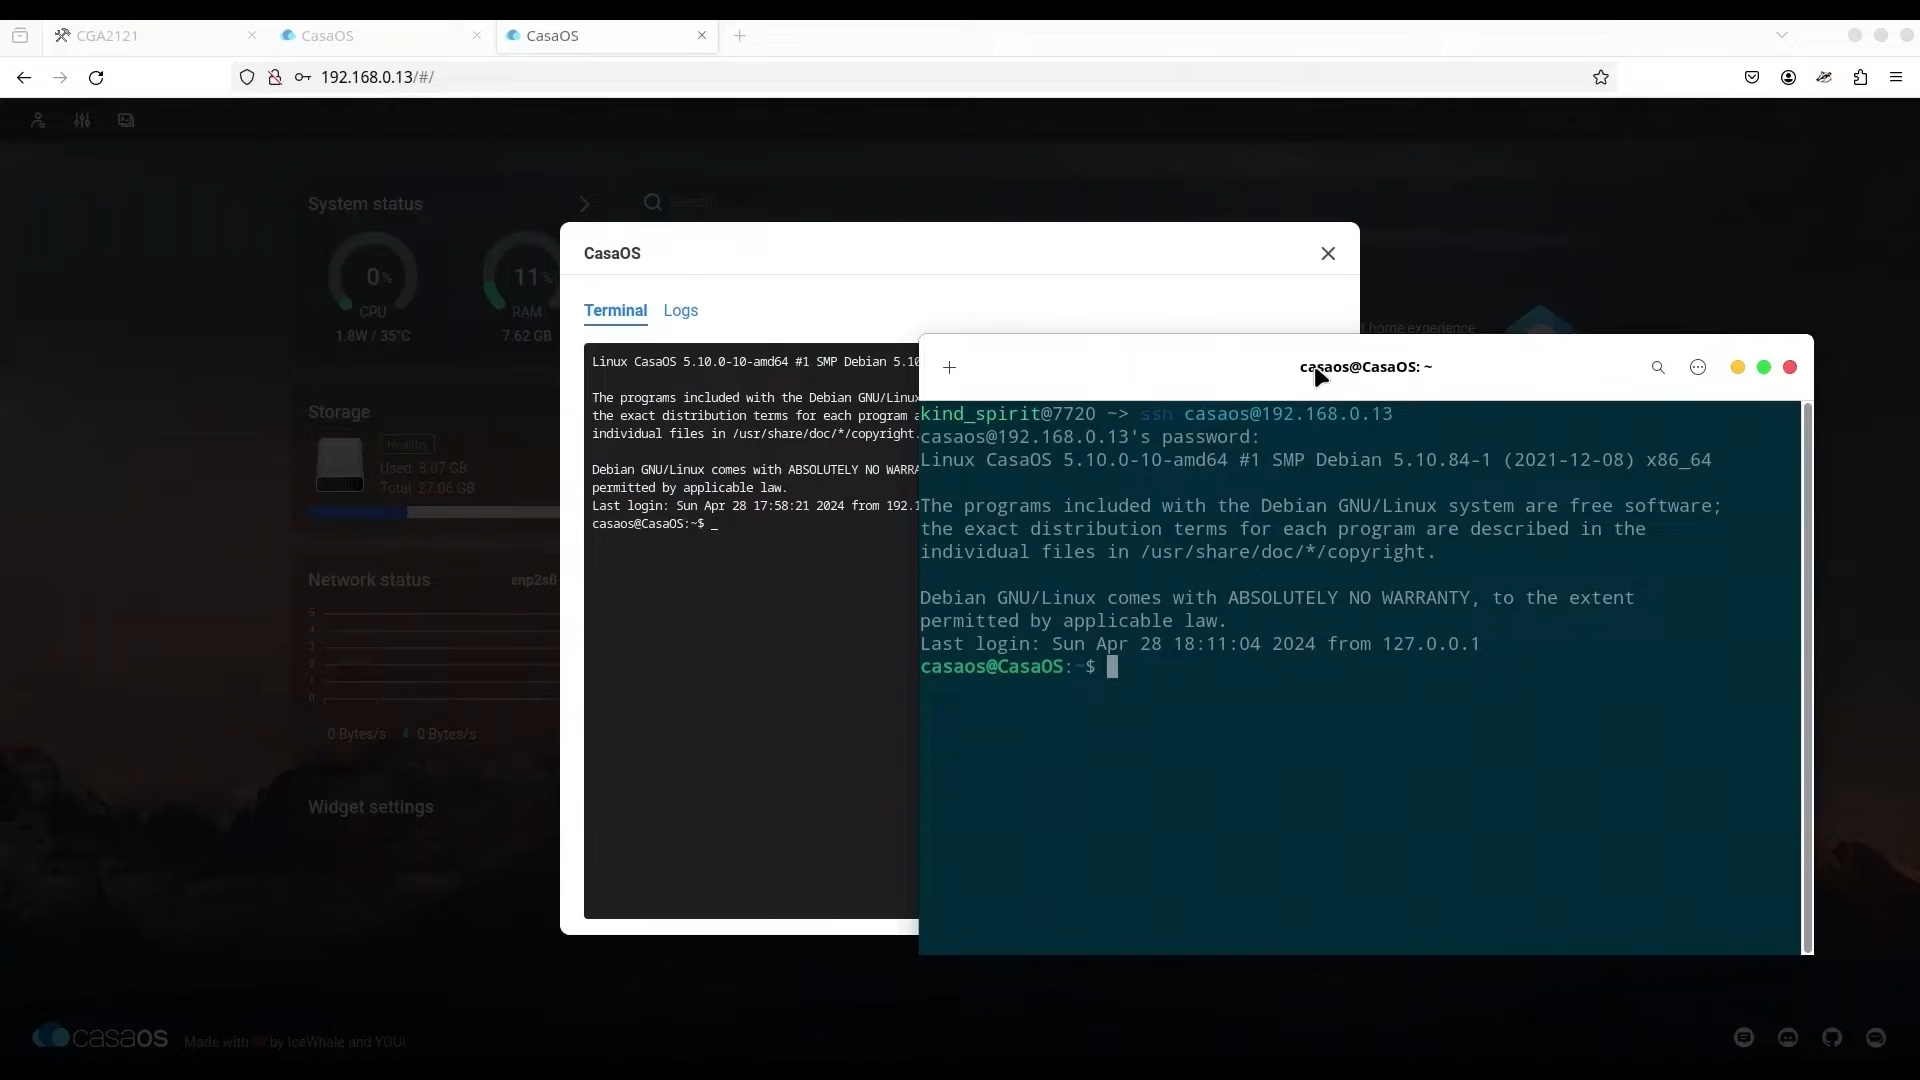 CGA2121
CasaOS
CasaOS
192.168.0.13/#/
System status
Search
0%
CPU
1.8W / 35°C
11%
RAM
7.62 GB
Storage
Healthy
Used: 8.07 GB
Total: 27.06 GB
Network status
enp2s0
5
4
3
2
1
0
0 Bytes/s
0 Bytes/s
Widget settings
CasaOS
Terminal
Logs
Linux CasaOS 5.10.0-10-amd64 #1 SMP Debian 5.10
The programs included with the Debian GNU/Linux
the exact distribution terms for each program a
individual files in /usr/share/doc/*/copyright.
Debian GNU/Linux comes with ABSOLUTELY NO WARRA
permitted by applicable law.
Last login: Sun Apr 28 17:58:21 2024 from 192.1
casaos@CasaOS:~$ _
t home experience
casaos@CasaOS: ~
kind_spirit@7720 ~> ssh casaos@192.168.0.13
casaos@192.168.0.13's password:
Linux CasaOS 5.10.0-10-amd64 #1 SMP Debian 5.10.84-1 (2021-12-08) x86_64
The programs included with the Debian GNU/Linux system are free software;
the exact distribution terms for each program are described in the
individual files in /usr/share/doc/*/copyright.
Debian GNU/Linux comes with ABSOLUTELY NO WARRANTY, to the extent
permitted by applicable law.
Last login: Sun Apr 28 18:11:04 2024 from 127.0.0.1
casaos@CasaOS:~$
casaos
Made with ❤ by IceWhale and YOU!